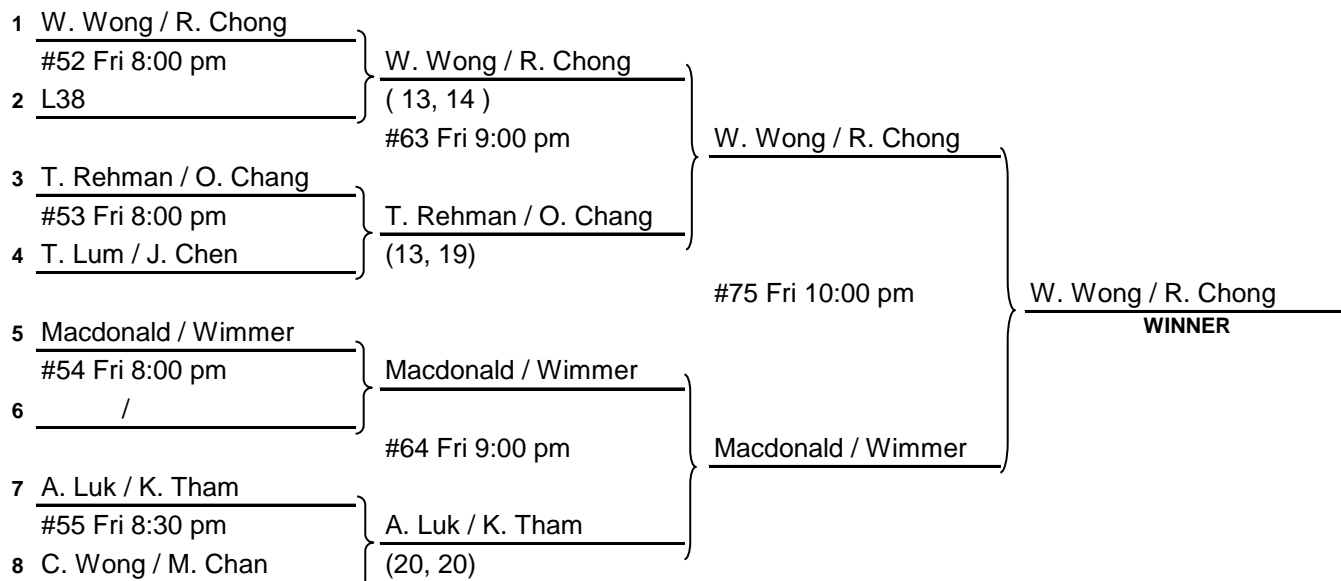 1 W. Wong / R. Chong
#52 Fri 8:00 pm
W. Wong / R. Chong
2 L38
( 13, 14 )
#63 Fri 9:00 pm
W. Wong / R. Chong
3 T. Rehman / O. Chang
#53 Fri 8:00 pm
T. Rehman / O. Chang
4 T. Lum / J. Chen
(13, 19)
#75 Fri 10:00 pm
W. Wong / R. Chong
WINNER
5 Macdonald / Wimmer
#54 Fri 8:00 pm
Macdonald / Wimmer
6 /
#64 Fri 9:00 pm
Macdonald / Wimmer
7 A. Luk / K. Tham
#55 Fri 8:30 pm
A. Luk / K. Tham
8 C. Wong / M. Chan
(20, 20)